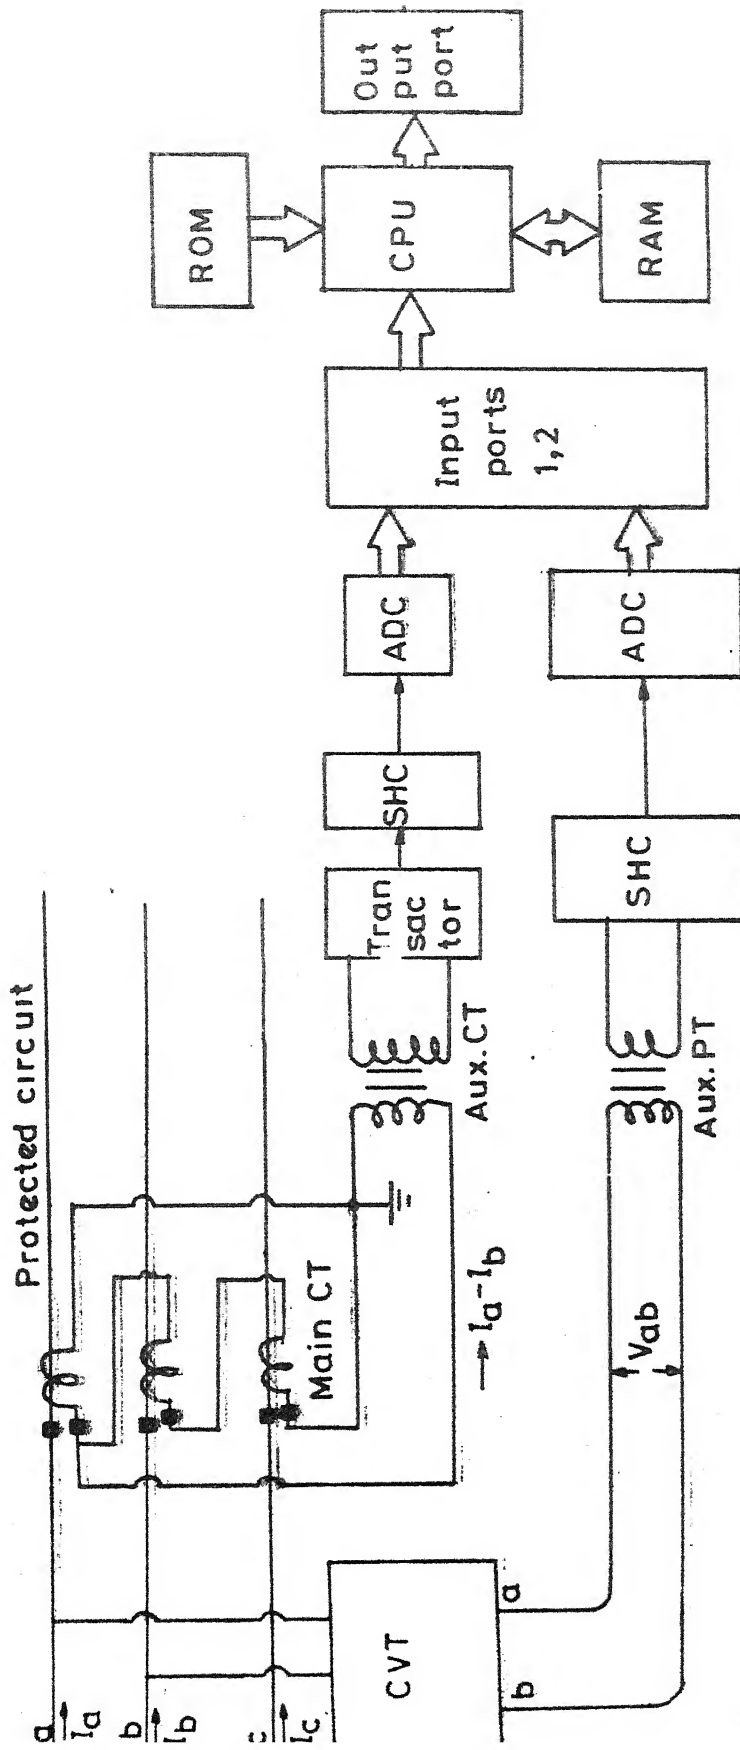 Protected circuit
a
Ia
b
Ib
c
Ic
Main CT
Ia-Ib
CVT
a
b
Vab
Aux.CT
Aux.PT
Tran
sac
tor
SHC
SHC
ADC
ADC
Input
ports
1,2
ROM
CPU
RAM
Out
put
port